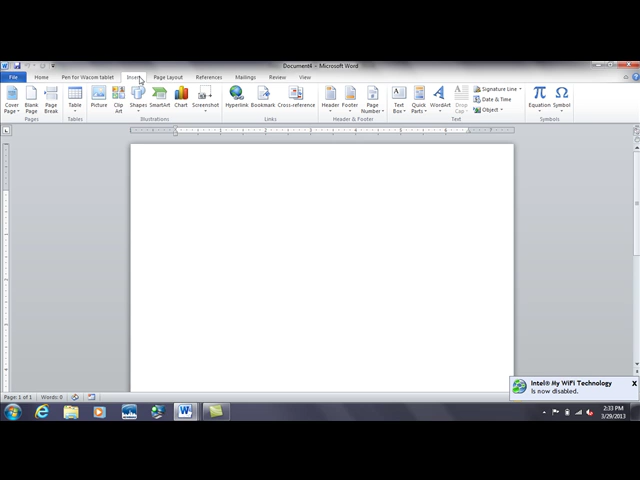 Document4 - Microsoft Word
File Home Pen for Wacom tablet Insert Page Layout References Mailings Review View
Cover Page Blank Page Page Break Table Picture Clip Art Shapes SmartArt Chart Screenshot Hyperlink Bookmark Cross-reference Header Footer Page Number Text Box Quick Parts WordArt Drop Cap Signature Line Date & Time Object Equation Symbol
Pages Tables Illustrations Links Header & Footer Text Symbols
Intel® My WiFi Technology
Is now disabled.
Page: 1 of 1 Words: 0
2:33 PM
3/29/2013